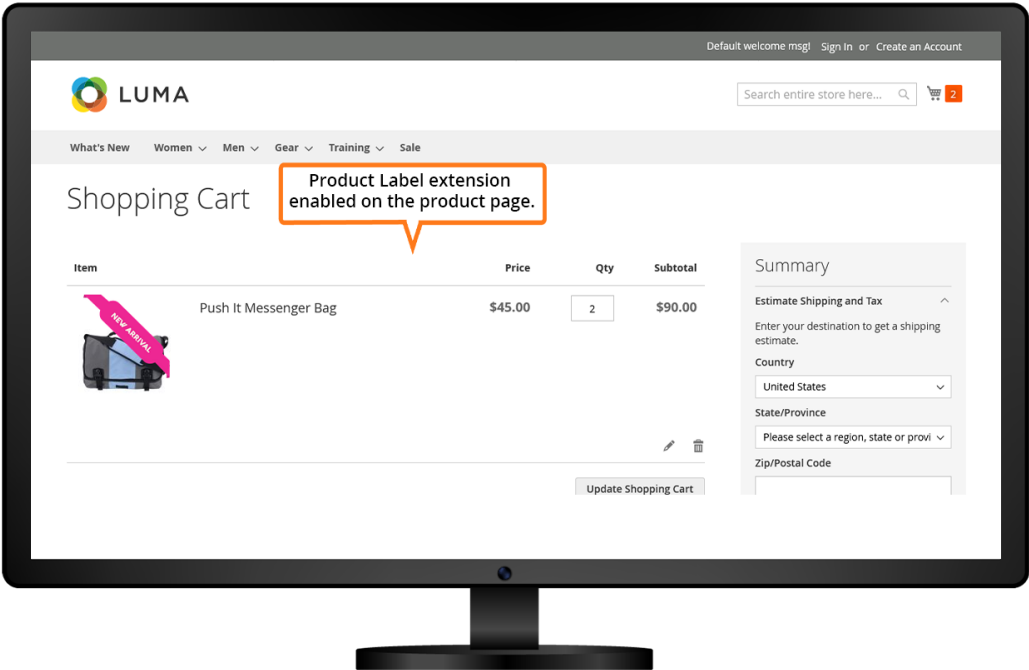 Default welcome msg! Sign In or Create an Account
LUMA
Search entire store here...
2
What's New Women Men Gear Training Sale
Shopping Cart
Product Label extension
enabled on the product page.
Item Price Qty Subtotal
NEW ARRIVAL
Push It Messenger Bag $45.00 2 $90.00
Update Shopping Cart
Summary
Estimate Shipping and Tax
Enter your destination to get a shipping
estimate.
Country
United States
State/Province
Please select a region, state or provi
Zip/Postal Code